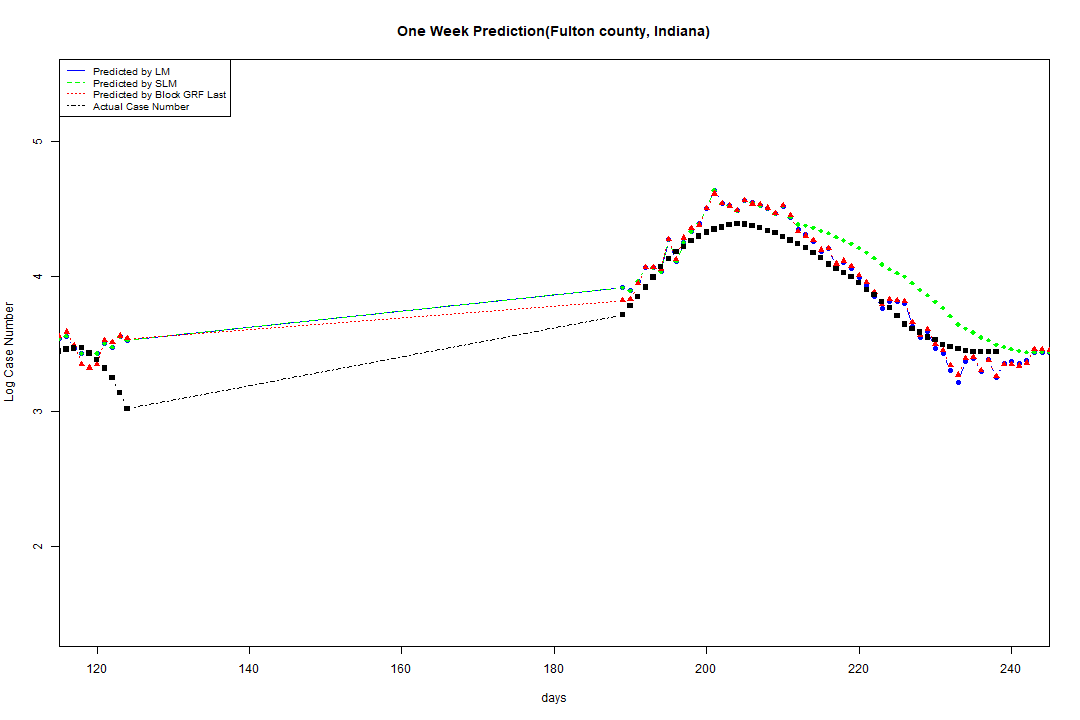 One Week Prediction(Fulton county, Indiana)
Predicted by LM
Predicted by SLM
Predicted by Block GRF Last
Actual Case Number
5
4
3
2
Log Case Number
120 140 160 180 200 220 240
days